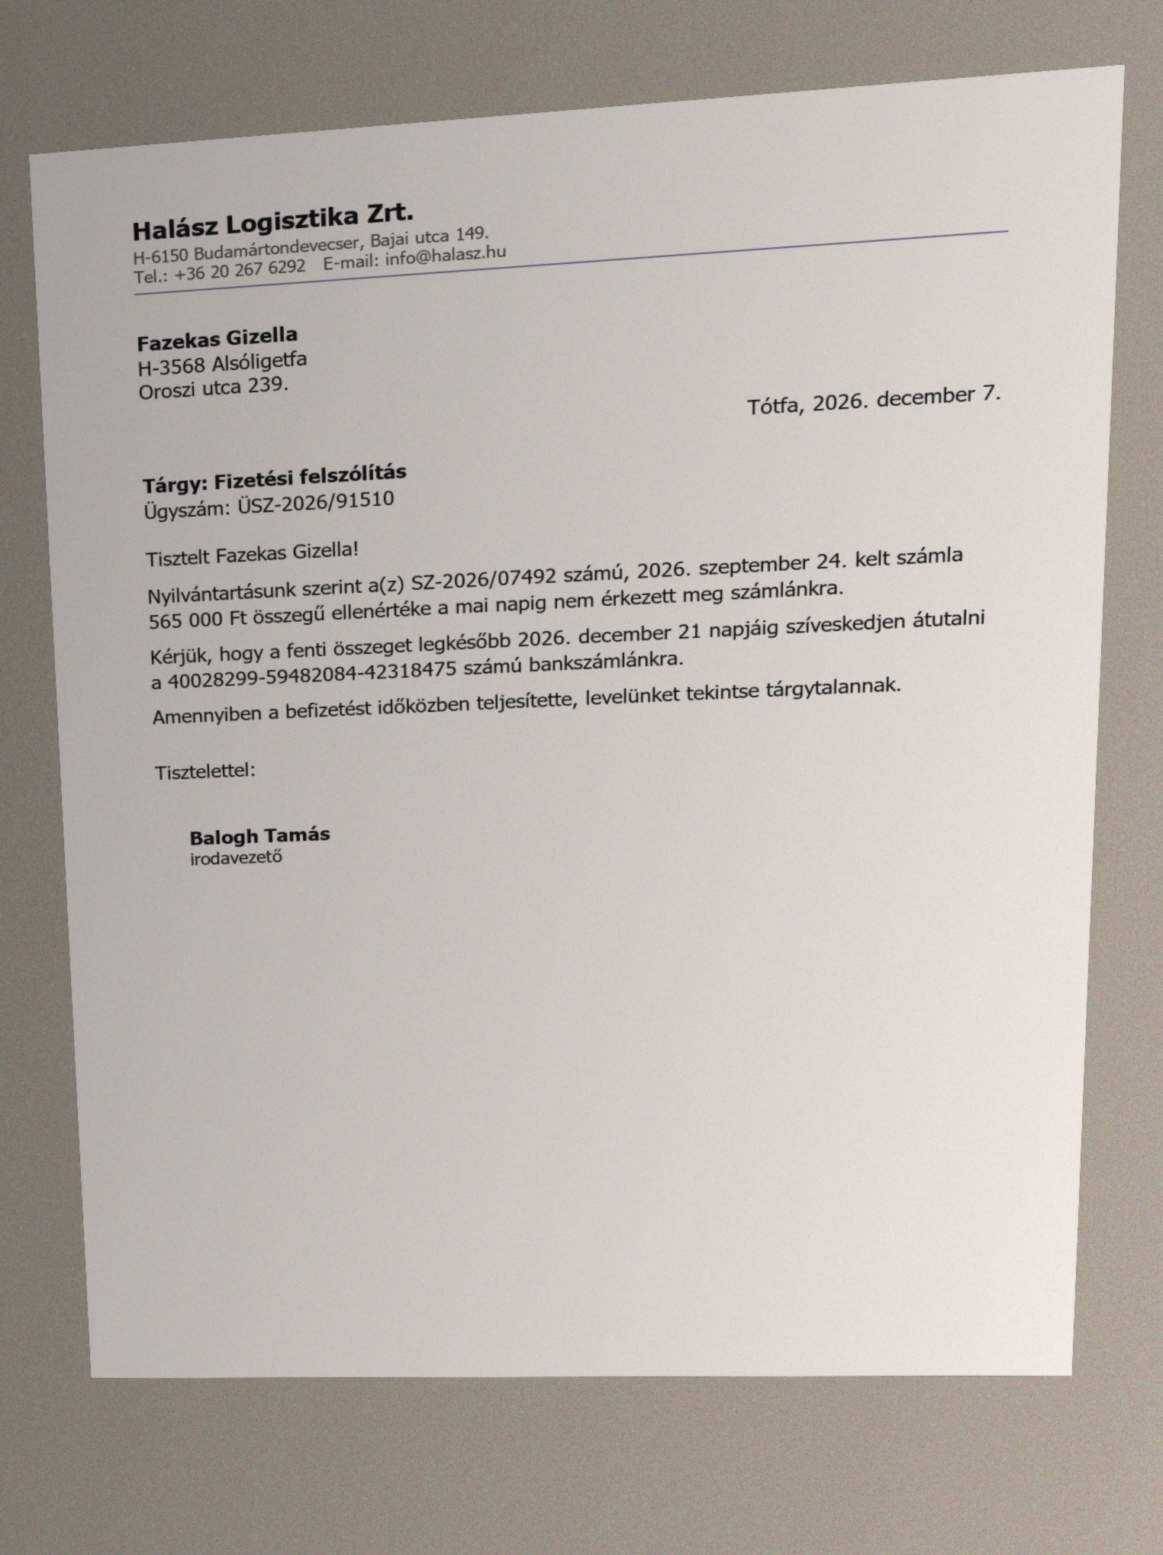 Halász Logisztika Zrt.
H-6150 Budamártondevecser, Bajai utca 149.
Tel.: +36 20 267 6292 E-mail: info@halasz.hu
Fazekas Gizella
H-3568 Alsóligetfa
Oroszi utca 239.
Tótfa, 2026. december 7.
Tárgy: Fizetési felszólítás
Ügyszám: ÜSZ-2026/91510
Tisztelt Fazekas Gizella!
Nyilvántartásunk szerint a(z) SZ-2026/07492 számú, 2026. szeptember 24. kelt számla
565 000 Ft összegű ellenértéke a mai napig nem érkezett meg számlánkra.
Kérjük, hogy a fenti összeget legkésőbb 2026. december 21 napjáig szíveskedjen átutalni
a 40028299-59482084-42318475 számú bankszámlánkra.
Amennyiben a befizetést időközben teljesítette, levelünket tekintse tárgytalannak.
Tisztelettel:
Balogh Tamás
irodavezető